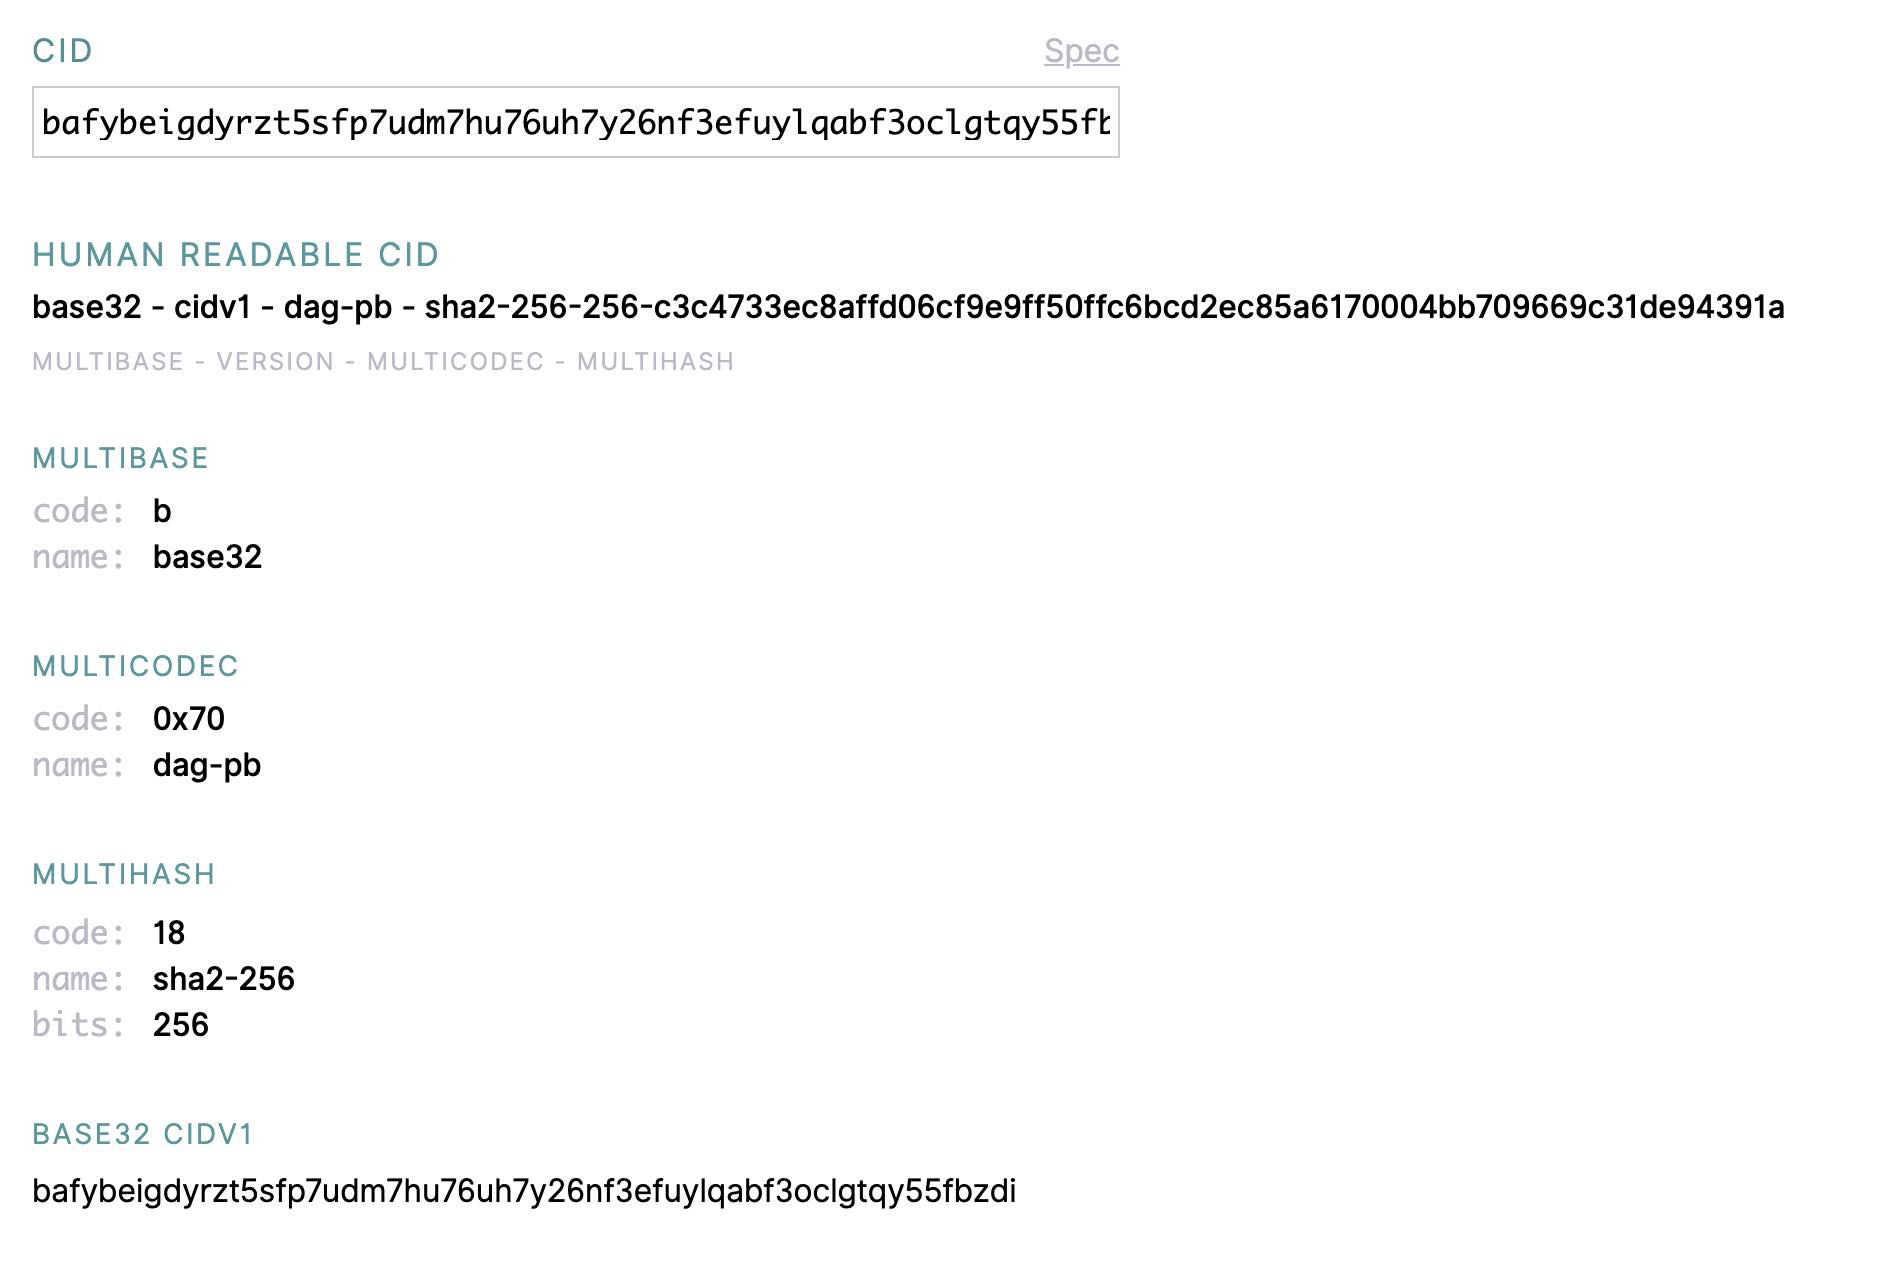 CID
Spec
bafybeigdyrzt5sfp7udm7hu76uh7y26nf3efuylqabf3oclgtqy55fb
HUMAN READABLE CID
base32 - cidv1 - dag-pb - sha2-256-256-c3c4733ec8affd06cf9e9ff50ffc6bcd2ec85a6170004bb709669c31de94391a
MULTIBASE - VERSION - MULTICODEC - MULTIHASH
MULTIBASE
code: b
name: base32
MULTICODEC
code: 0x70
name: dag-pb
MULTIHASH
code: 18
name: sha2-256
bits: 256
BASE32 CIDV1
bafybeigdyrzt5sfp7udm7hu76uh7y26nf3efuylqabf3oclgtqy55fbzdi